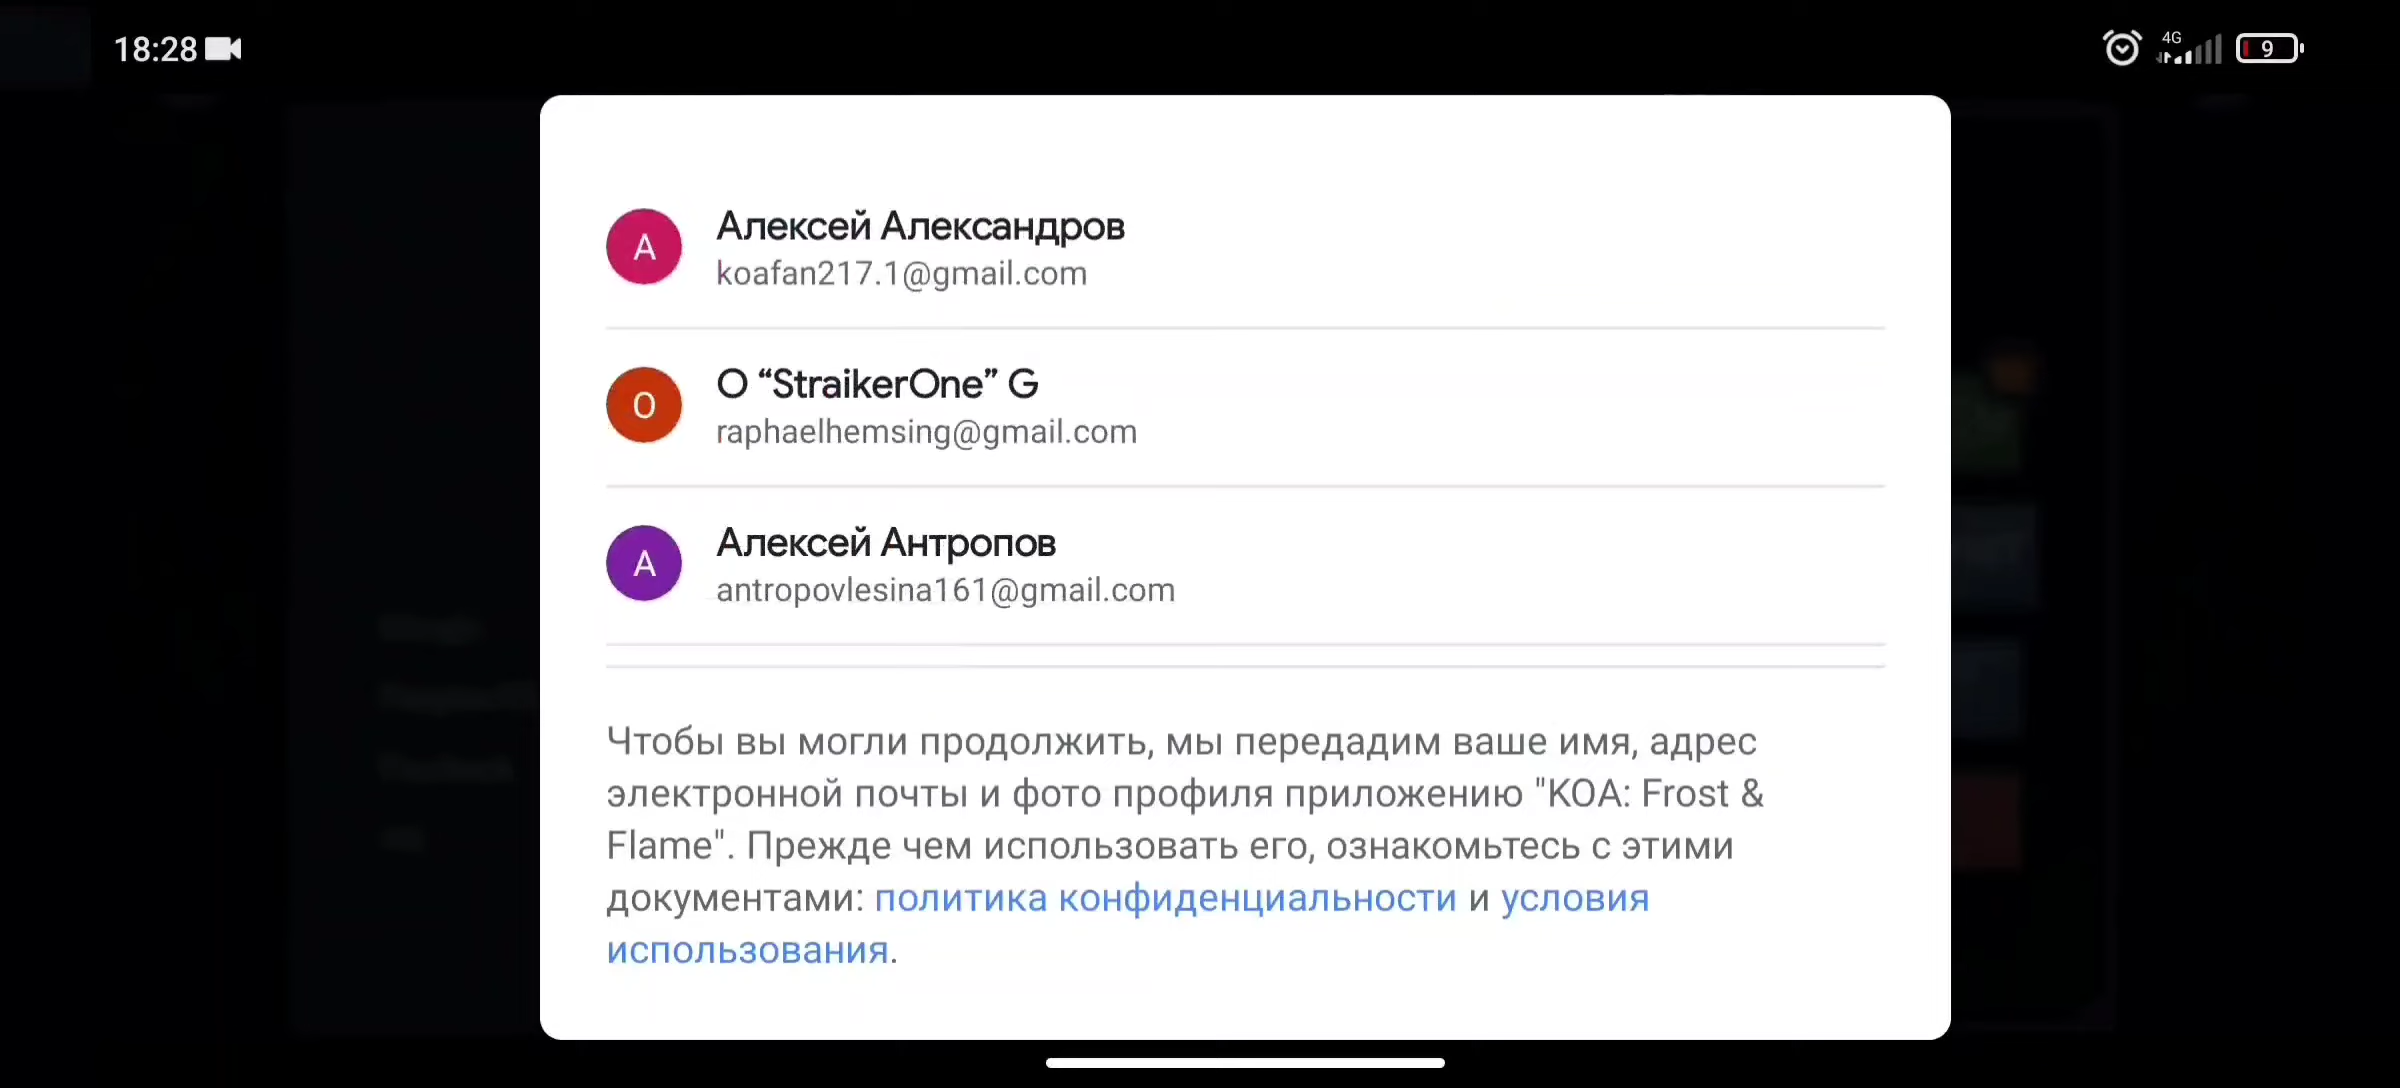 18:28
4G
9
А
Алексей Александров
koafan217.1@gmail.com
O
O “StraikerOne” G
raphaelhemsing@gmail.com
А
Алексей Антропов
antropovlesina161@gmail.com
Чтобы вы могли продолжить, мы передадим ваше имя, адрес
электронной почты и фото профиля приложению "KOA: Frost &
Flame". Прежде чем использовать его, ознакомьтесь с этими
документами: политика конфиденциальности и условия
использования.